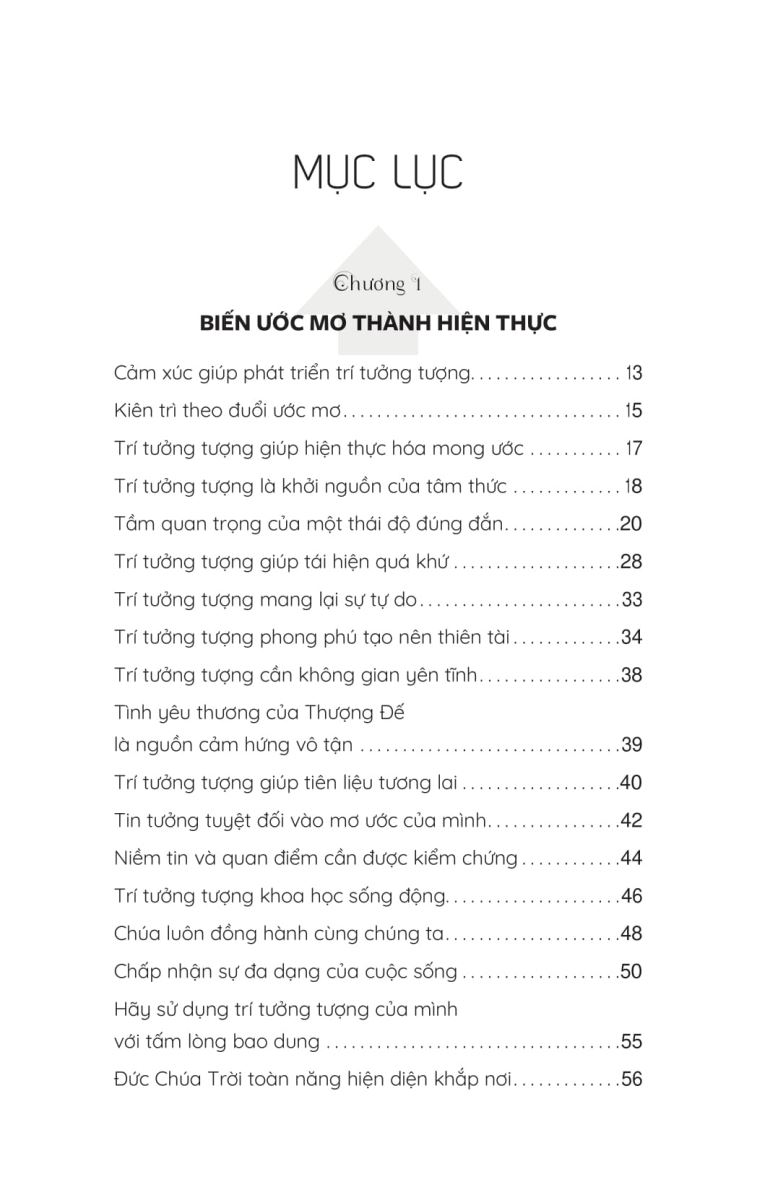 MỤC LỤC
Chương 1
BIẾN ƯỚC MƠ THÀNH HIỆN THỰC
Cảm xúc giúp phát triển trí tưởng tượng.................. 13
Kiên trì theo đuổi ước mơ.................................. 15
Trí tưởng tượng giúp hiện thực hóa mong ước ........... 17
Trí tưởng tượng là khởi nguồn của tâm thức ............. 18
Tầm quan trọng của một thái độ đúng đắn..............20
Trí tưởng tượng giúp tái hiện quá khứ ....................28
Trí tưởng tượng mang lại sự tự do.........................33
Trí tưởng tượng phong phú tạo nên thiên tài .............34
Trí tưởng tượng cần không gian yên tĩnh.................38
Tình yêu thương của Thượng Đế
là nguồn cảm hứng vô tận ................................39
Trí tưởng tượng giúp tiên liệu tương lai ...................40
Tin tưởng tuyệt đối vào mơ ước của mình................42
Niềm tin và quan điểm cần được kiểm chứng ............44
Trí tưởng tượng khoa học sống động.....................46
Chúa luôn đồng hành cùng chúng ta.....................48
Chấp nhận sự đa dạng của cuộc sống ...................50
Hãy sử dụng trí tưởng tượng của mình
với tấm lòng bao dung ....................................55
Đức Chúa Trời toàn năng hiện diện khắp nơi.............56